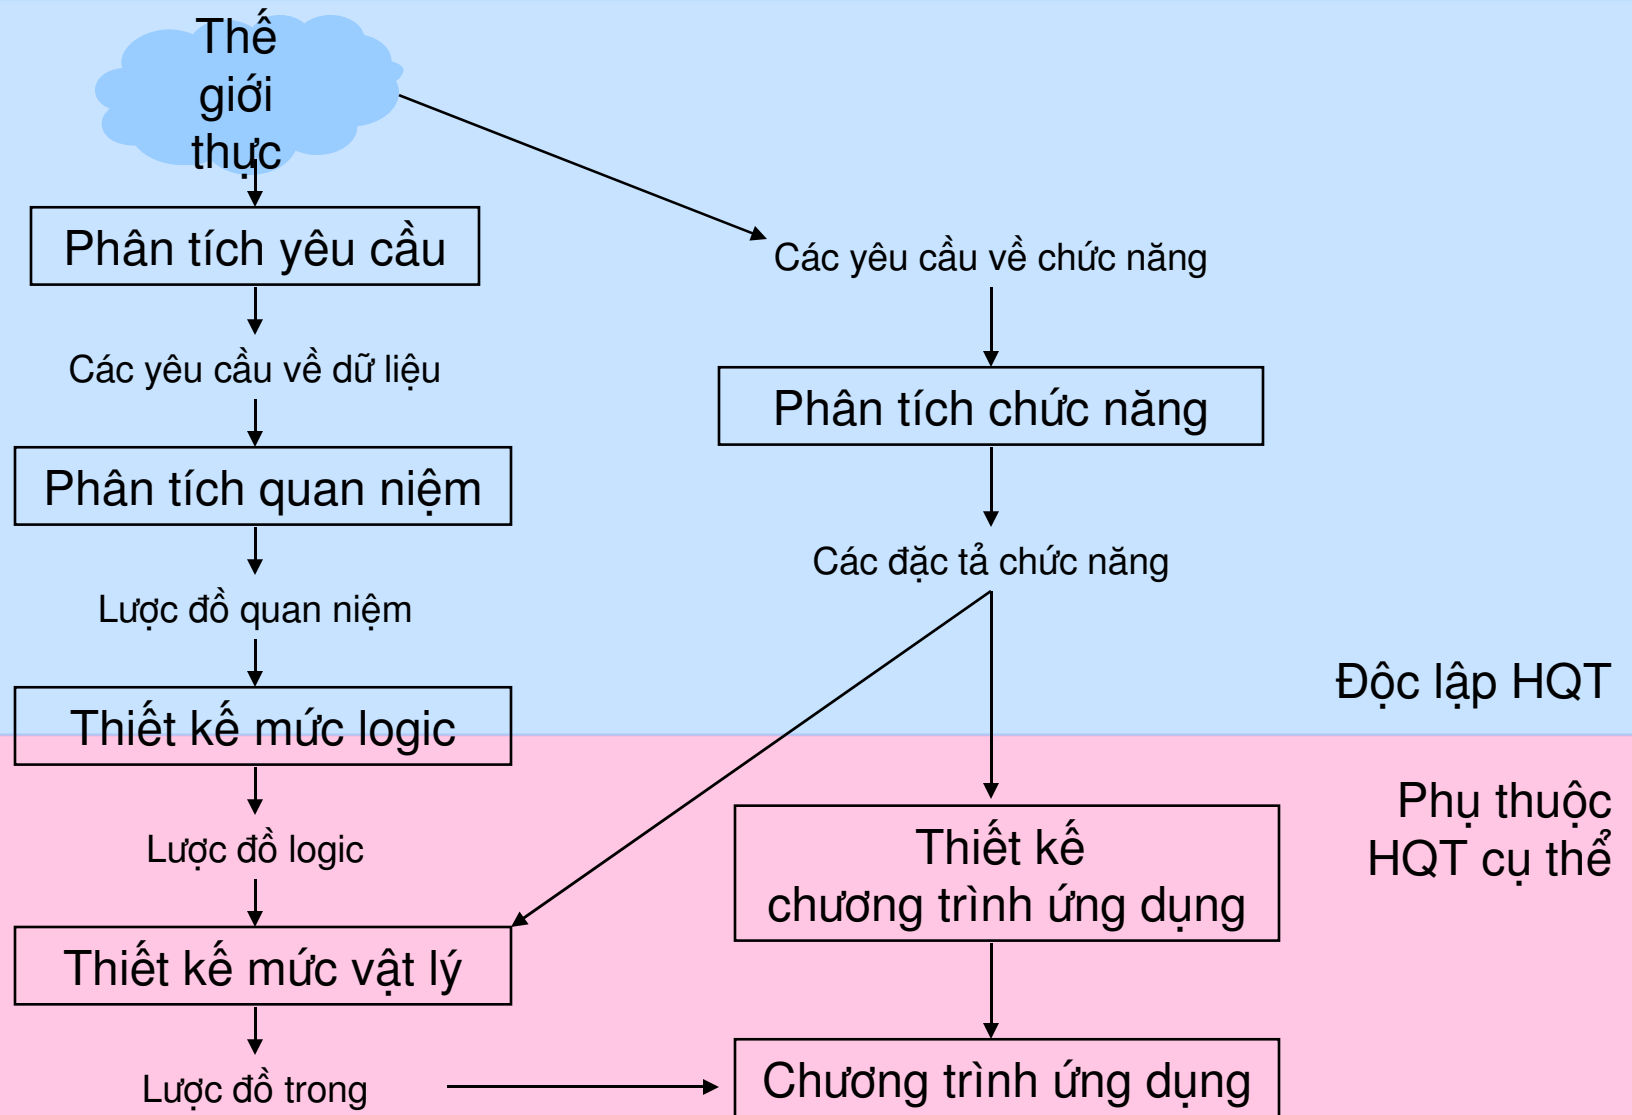 Thế
giới
thực
Phân tích yêu cầu
Các yêu cầu về chức năng
Các yêu cầu về dữ liệu
Phân tích chức năng
Phân tích quan niệm
Các đặc tả chức năng
Lược đồ quan niệm
Độc lập HQT
Thiết kế mức logic
Phụ thuộc
HQT cụ thể
Lược đồ logic
Thiết kế
chương trình ứng dụng
Thiết kế mức vật lý
Lược đồ trong
Chương trình ứng dụng